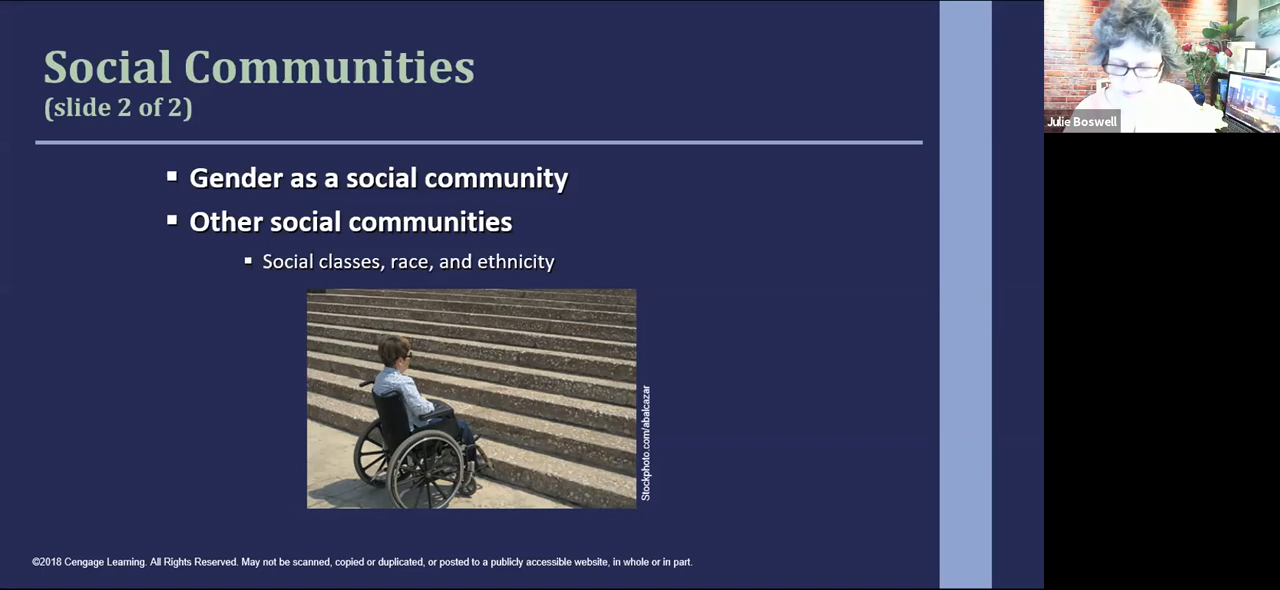 Social Communities
(slide 2 of 2)
Gender as a social community
Other social communities
Social classes, race, and ethnicity
Stockphoto.com/abalcazar
©2018 Cengage Learning. All Rights Reserved. May not be scanned, copied or duplicated, or posted to a publicly accessible website, in whole or in part.
Julie Boswell